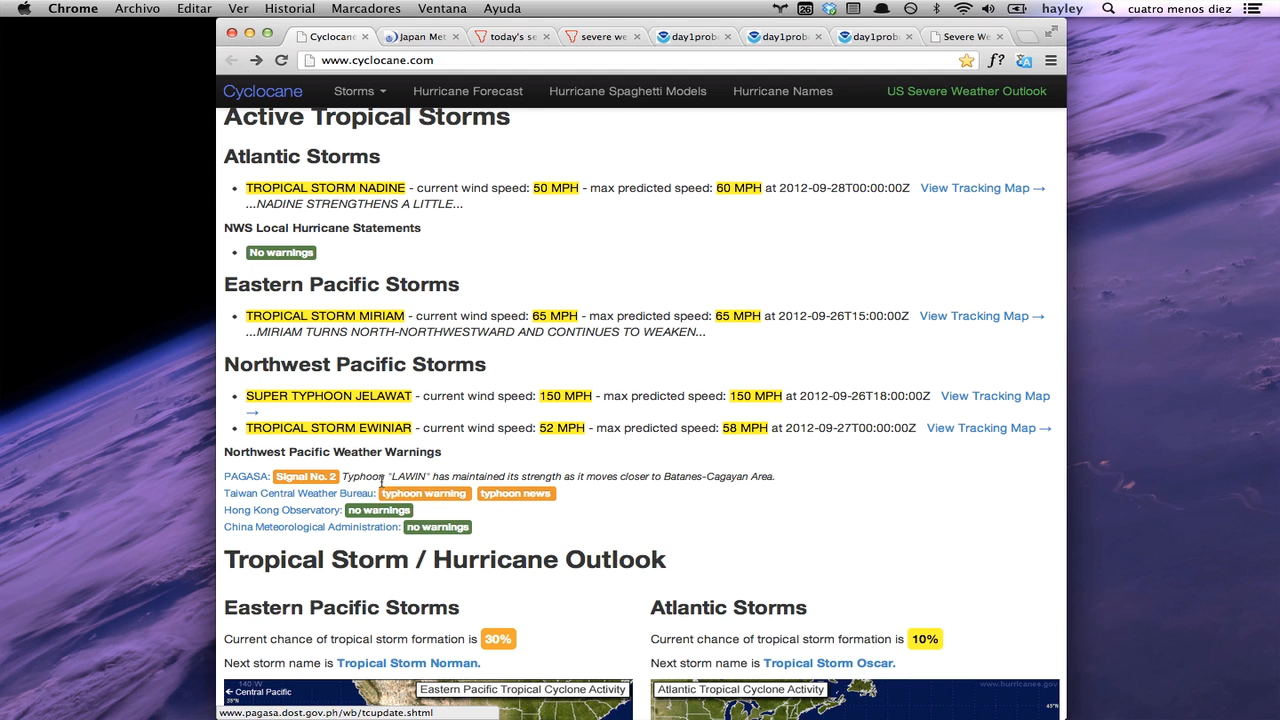 Chrome Archivo Editar Ver Historial Marcadores Ventana Ayuda 26 hayley cuatro menos diez
Cyclocane Japan Met today's se severe we day1prob day1prob day1prob Severe We
www.cyclocane.com f?
Cyclocane Storms Hurricane Forecast Hurricane Spaghetti Models Hurricane Names US Severe Weather Outlook
Active Tropical Storms
Atlantic Storms
• TROPICAL STORM NADINE - current wind speed: 50 MPH - max predicted speed: 60 MPH at 2012-09-28T00:00:00Z View Tracking Map →
...NADINE STRENGTHENS A LITTLE...
NWS Local Hurricane Statements
• No warnings
Eastern Pacific Storms
• TROPICAL STORM MIRIAM - current wind speed: 65 MPH - max predicted speed: 65 MPH at 2012-09-26T15:00:00Z View Tracking Map →
...MIRIAM TURNS NORTH-NORTHWESTWARD AND CONTINUES TO WEAKEN...
Northwest Pacific Storms
• SUPER TYPHOON JELAWAT - current wind speed: 150 MPH - max predicted speed: 150 MPH at 2012-09-26T18:00:00Z View Tracking Map
→
• TROPICAL STORM EWINIAR - current wind speed: 52 MPH - max predicted speed: 58 MPH at 2012-09-27T00:00:00Z View Tracking Map →
Northwest Pacific Weather Warnings
PAGASA: Signal No. 2 Typhoon "LAWIN" has maintained its strength as it moves closer to Batanes-Cagayan Area.
Taiwan Central Weather Bureau: typhoon warning typhoon news
Hong Kong Observatory: no warnings
China Meteorological Administration: no warnings
Tropical Storm / Hurricane Outlook
Eastern Pacific Storms
Current chance of tropical storm formation is 30%
Next storm name is Tropical Storm Norman.
140 W
← Central Pacific
35°N
Eastern Pacific Tropical Cyclone Activity
Atlantic Storms
Current chance of tropical storm formation is 10%
Next storm name is Tropical Storm Oscar.
Atlantic Tropical Cyclone Activity
www.hurricanes.gov
45°N
www.pagasa.dost.gov.ph/wb/tcupdate.shtml